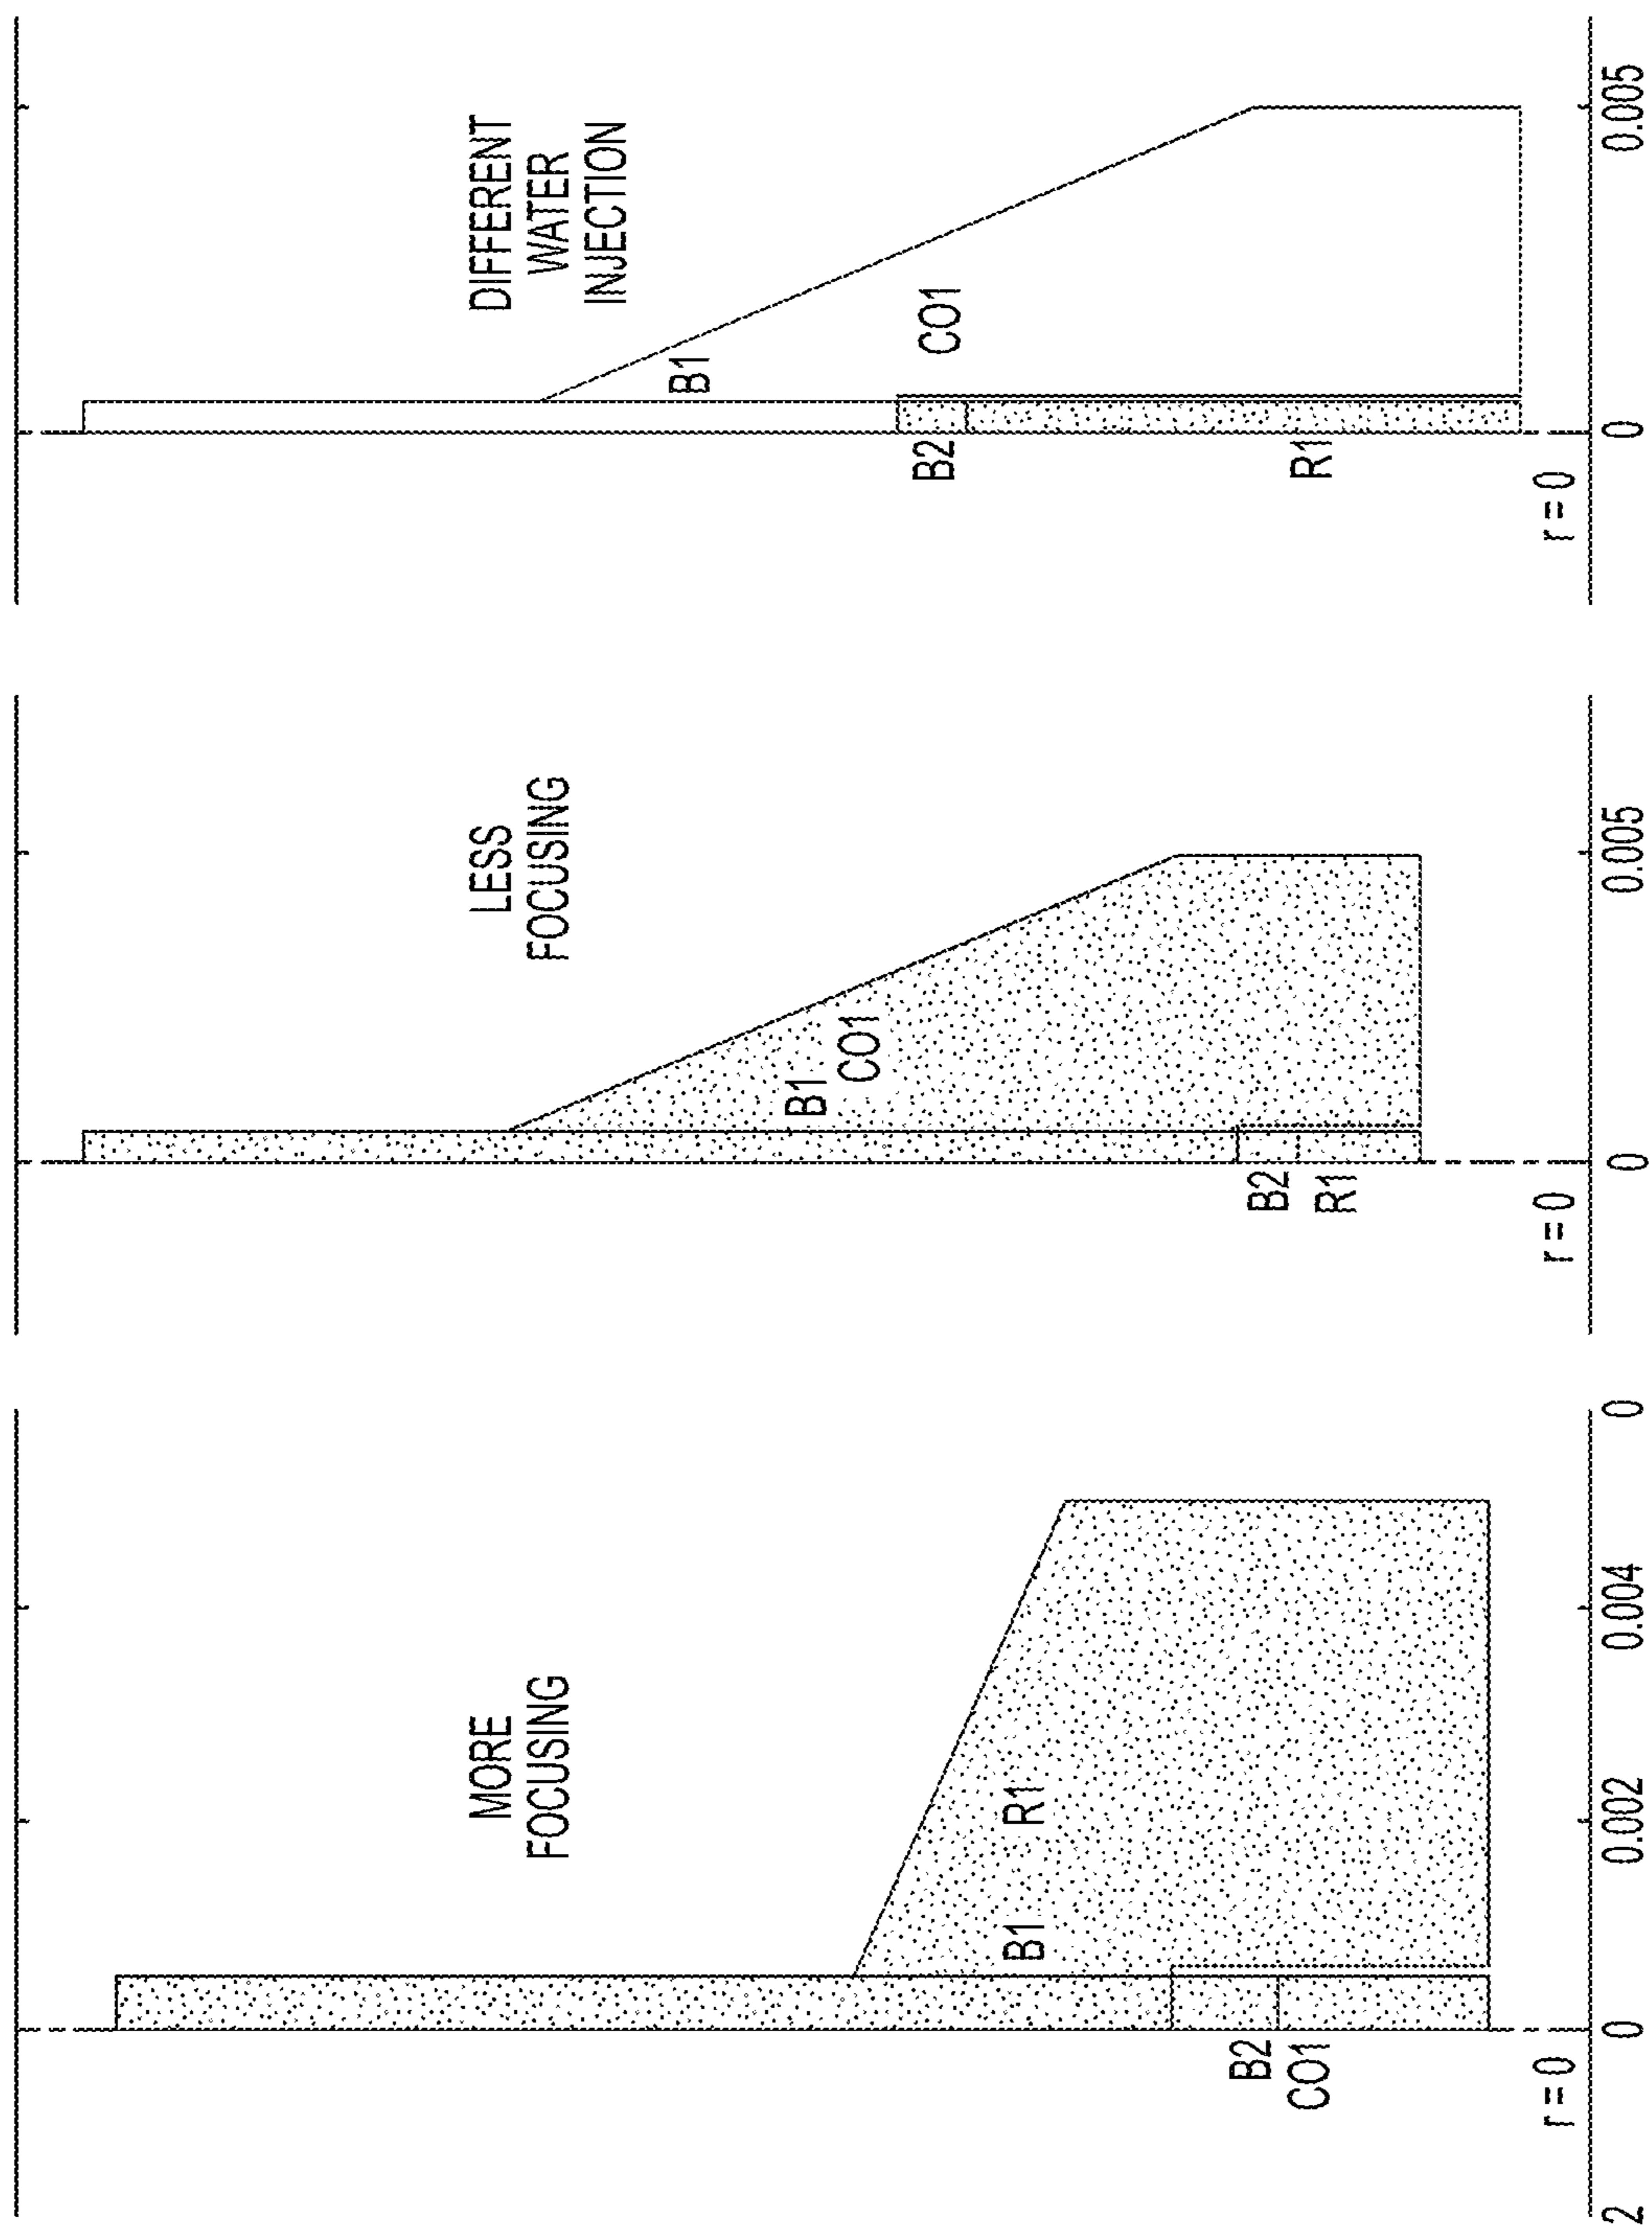 MORE
FOCUSING
B1 R1
B2
CO1
r = 0
2 0 0.002 0.004 0
LESS
FOCUSING
B1
CO1
B2
R1
r = 0
0 0.005
DIFFERENT
WATER
INJECTION
B1
CO1
B2
R1
r = 0
0 0.005